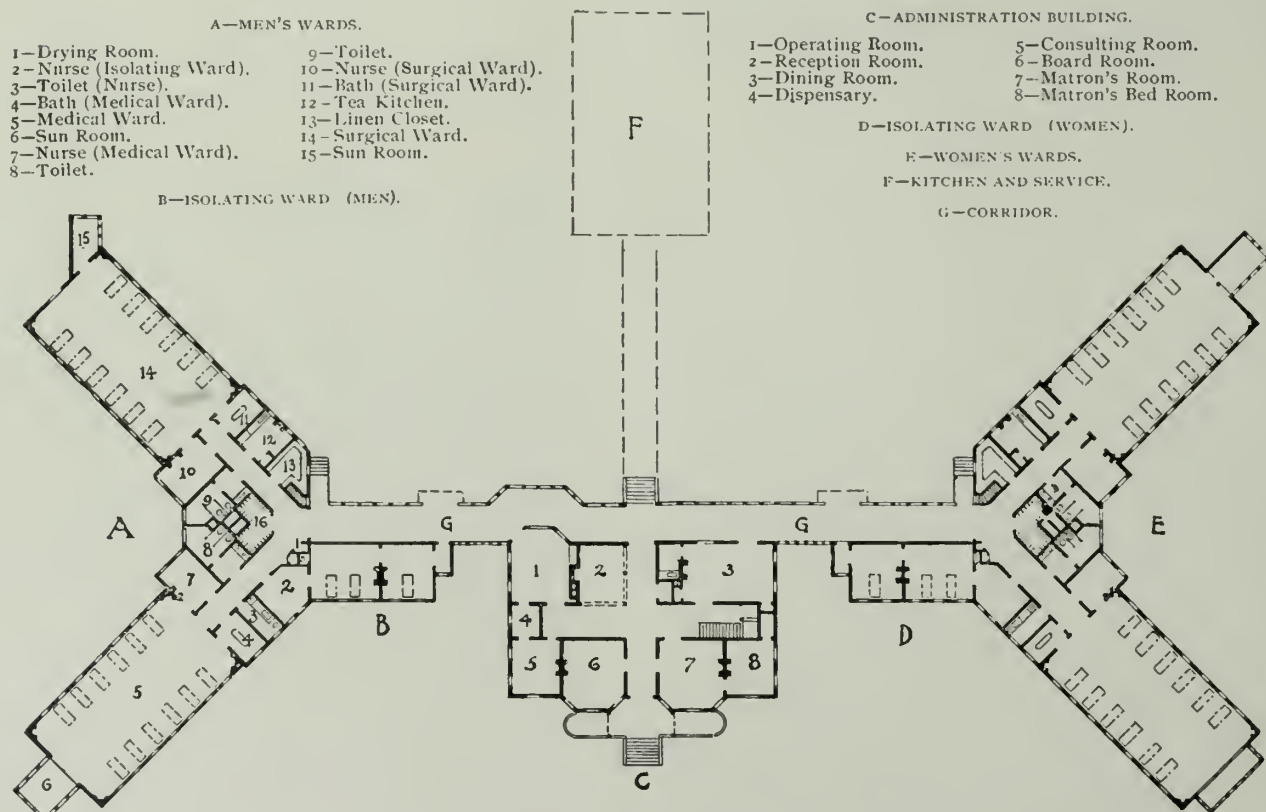 A—MEN'S WARDS.
1—Drying Room.
2—Nurse (Isolating Ward).
3—Toilet (Nurse).
4—Bath (Medical Ward).
5—Medical Ward.
6—Sun Room.
7—Nurse (Medical Ward).
8—Toilet.
9—Toilet.
10—Nurse (Surgical Ward).
11—Bath (Surgical Ward).
12—Tea Kitchen.
13—Linen Closet.
14—Surgical Ward.
15—Sun Room.
B—ISOLATING WARD (MEN).
C—ADMINISTRATION BUILDING.
1—Operating Room.
2—Reception Room.
3—Dining Room.
4—Dispensary.
5—Consulting Room.
6—Board Room.
7—Matron's Room.
8—Matron's Bed Room.
D—ISOLATING WARD (WOMEN).
E—WOMEN'S WARDS.
F—KITCHEN AND SERVICE.
G—CORRIDOR.
F
15
14
11
12
13
10
9
16
8
7
1
2
3
4
5
6
A
B
G
G
1
2
3
4
5
6
7
8
C
D
E